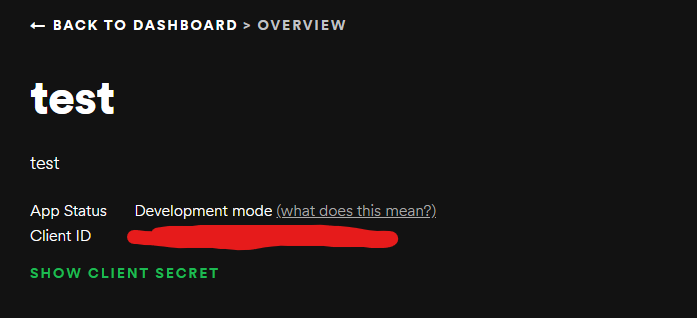 ← BACK TO DASHBOARD > OVERVIEW
test
test
App Status Development mode (what does this mean?)
Client ID
SHOW CLIENT SECRET